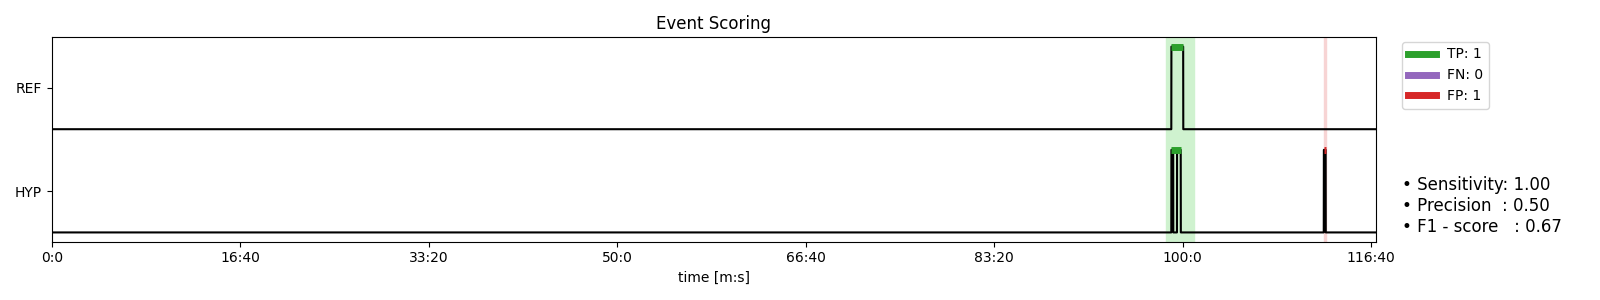 Event Scoring
REF
HYP
0:0
16:40
33:20
50:0
66:40
83:20
100:0
116:40
time [m:s]
TP: 1
FN: 0
FP: 1
• Sensitivity: 1.00
• Precision  : 0.50
• F1 - score   : 0.67